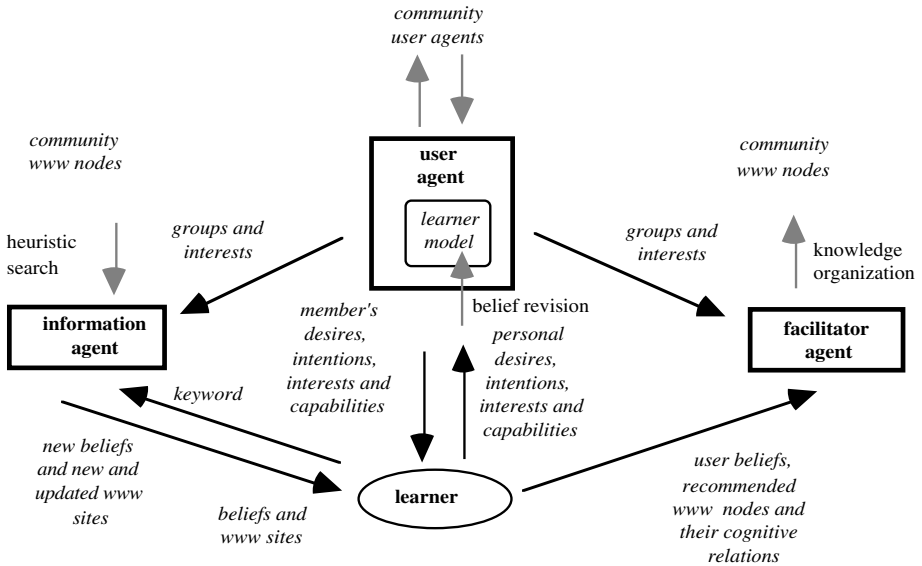 community
user agents
community
www nodes
user
agent
learner
model
community
www nodes
heuristic
search
groups and
interests
groups and
interests
knowledge
organization
information
agent
member's
desires,
intentions,
interests and
capabilities
belief revision
personal
desires,
intentions,
interests and
capabilities
facilitator
agent
keyword
new beliefs
and new and
updated www
sites
beliefs and
www sites
learner
user beliefs,
recommended
www nodes and
their cognitive
relations